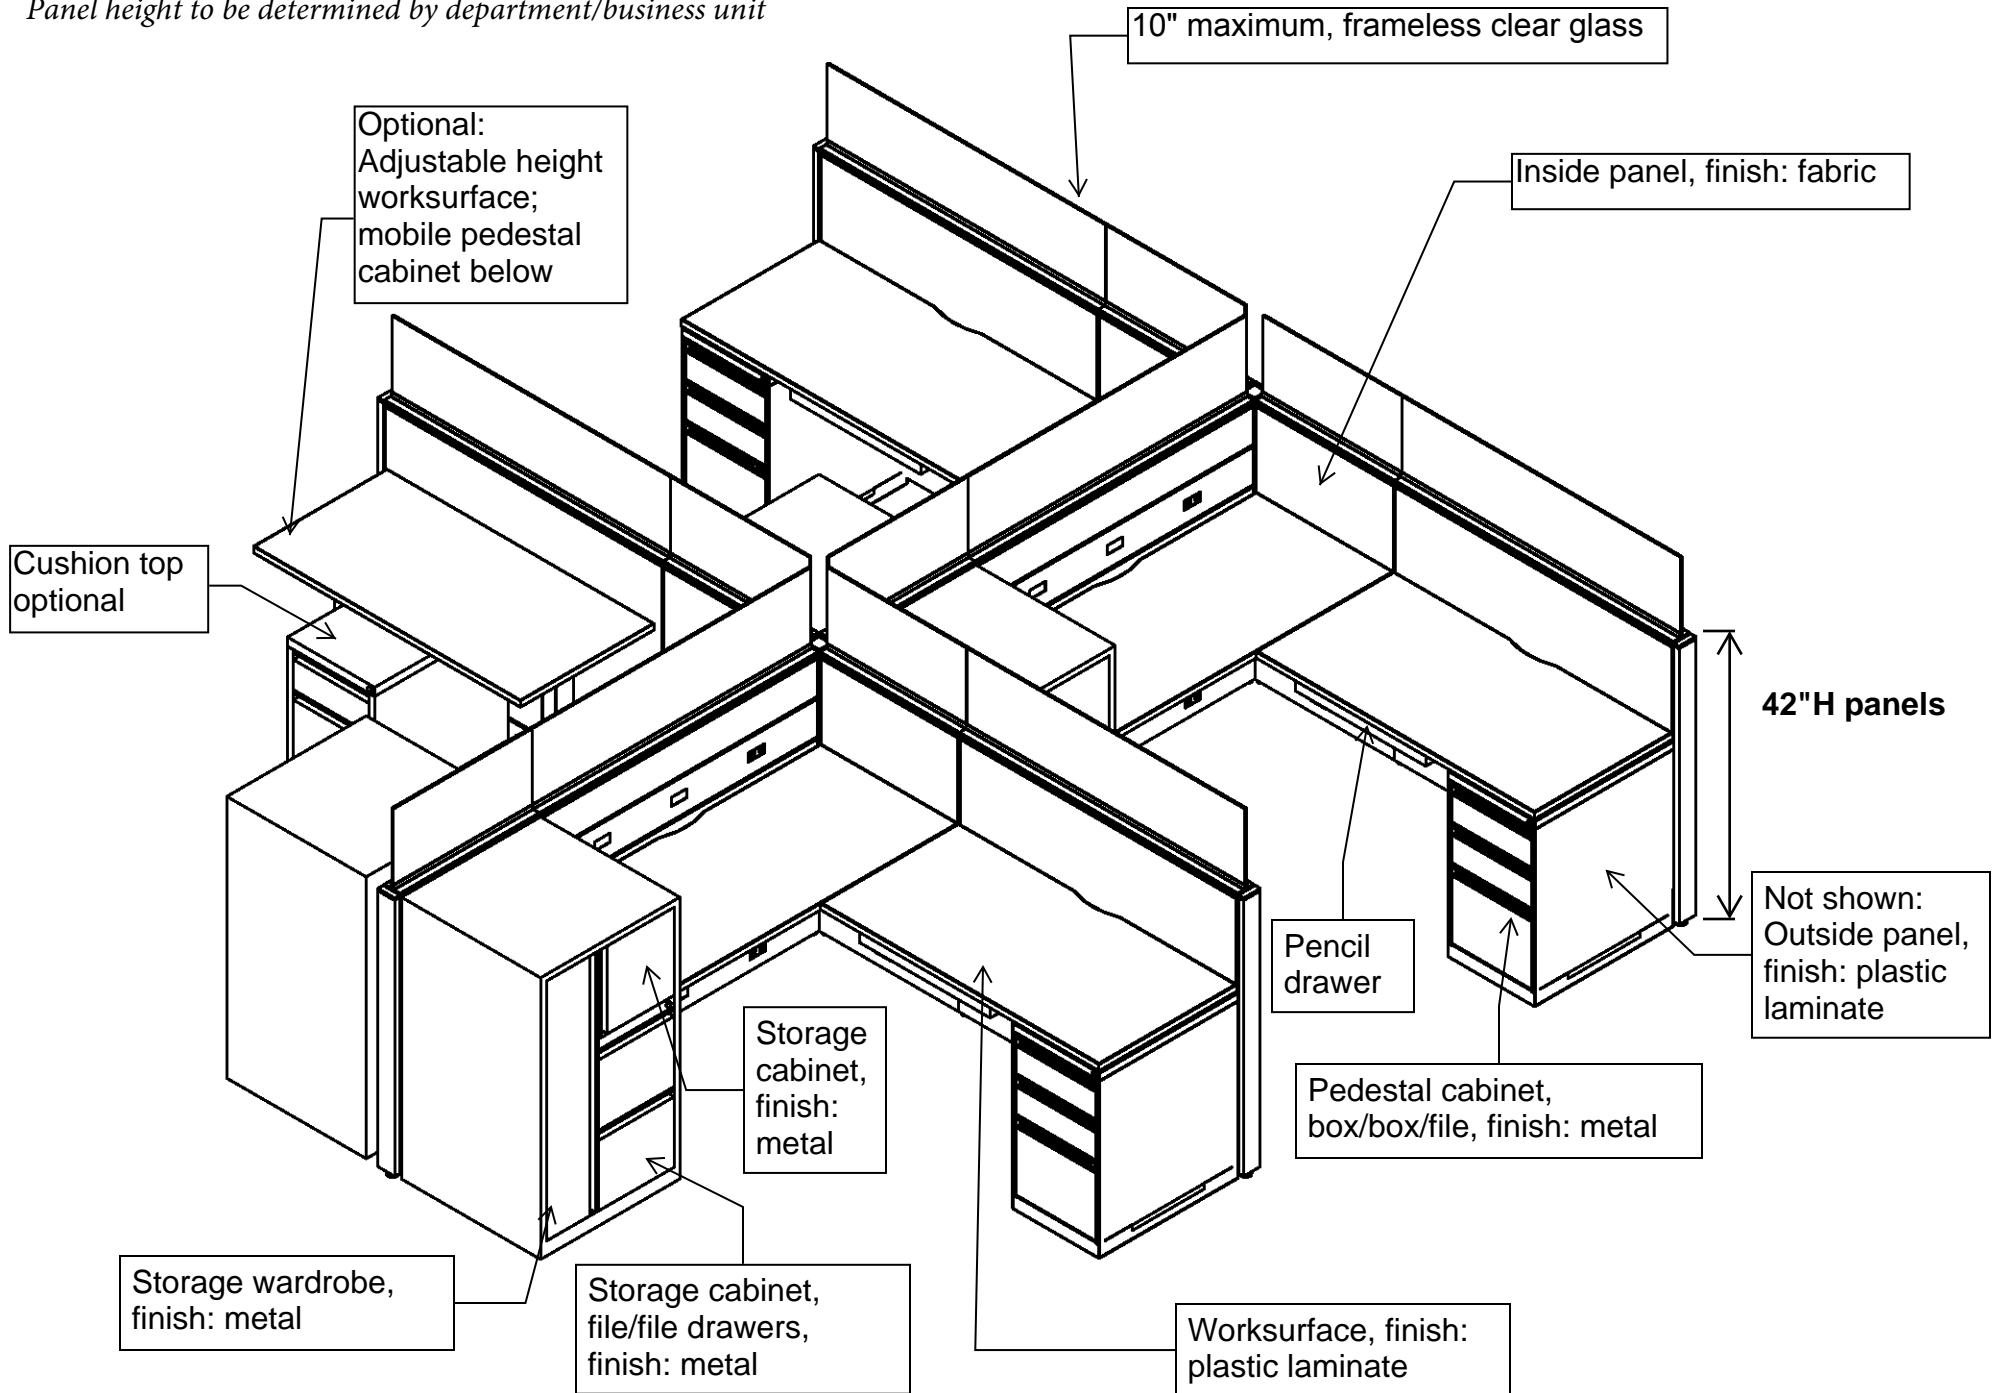 Panel height to be determined by department/business unit
10" maximum, frameless clear glass
Optional:
Adjustable height
worksurface;
mobile pedestal
cabinet below
Inside panel, finish: fabric
Cushion top
optional
42"H panels
Not shown:
Outside panel,
finish: plastic
laminate
Pencil
drawer
Storage
cabinet,
finish:
metal
Pedestal cabinet,
box/box/file, finish: metal
Storage wardrobe,
finish: metal
Storage cabinet,
file/file drawers,
finish: metal
Worksurface, finish:
plastic laminate